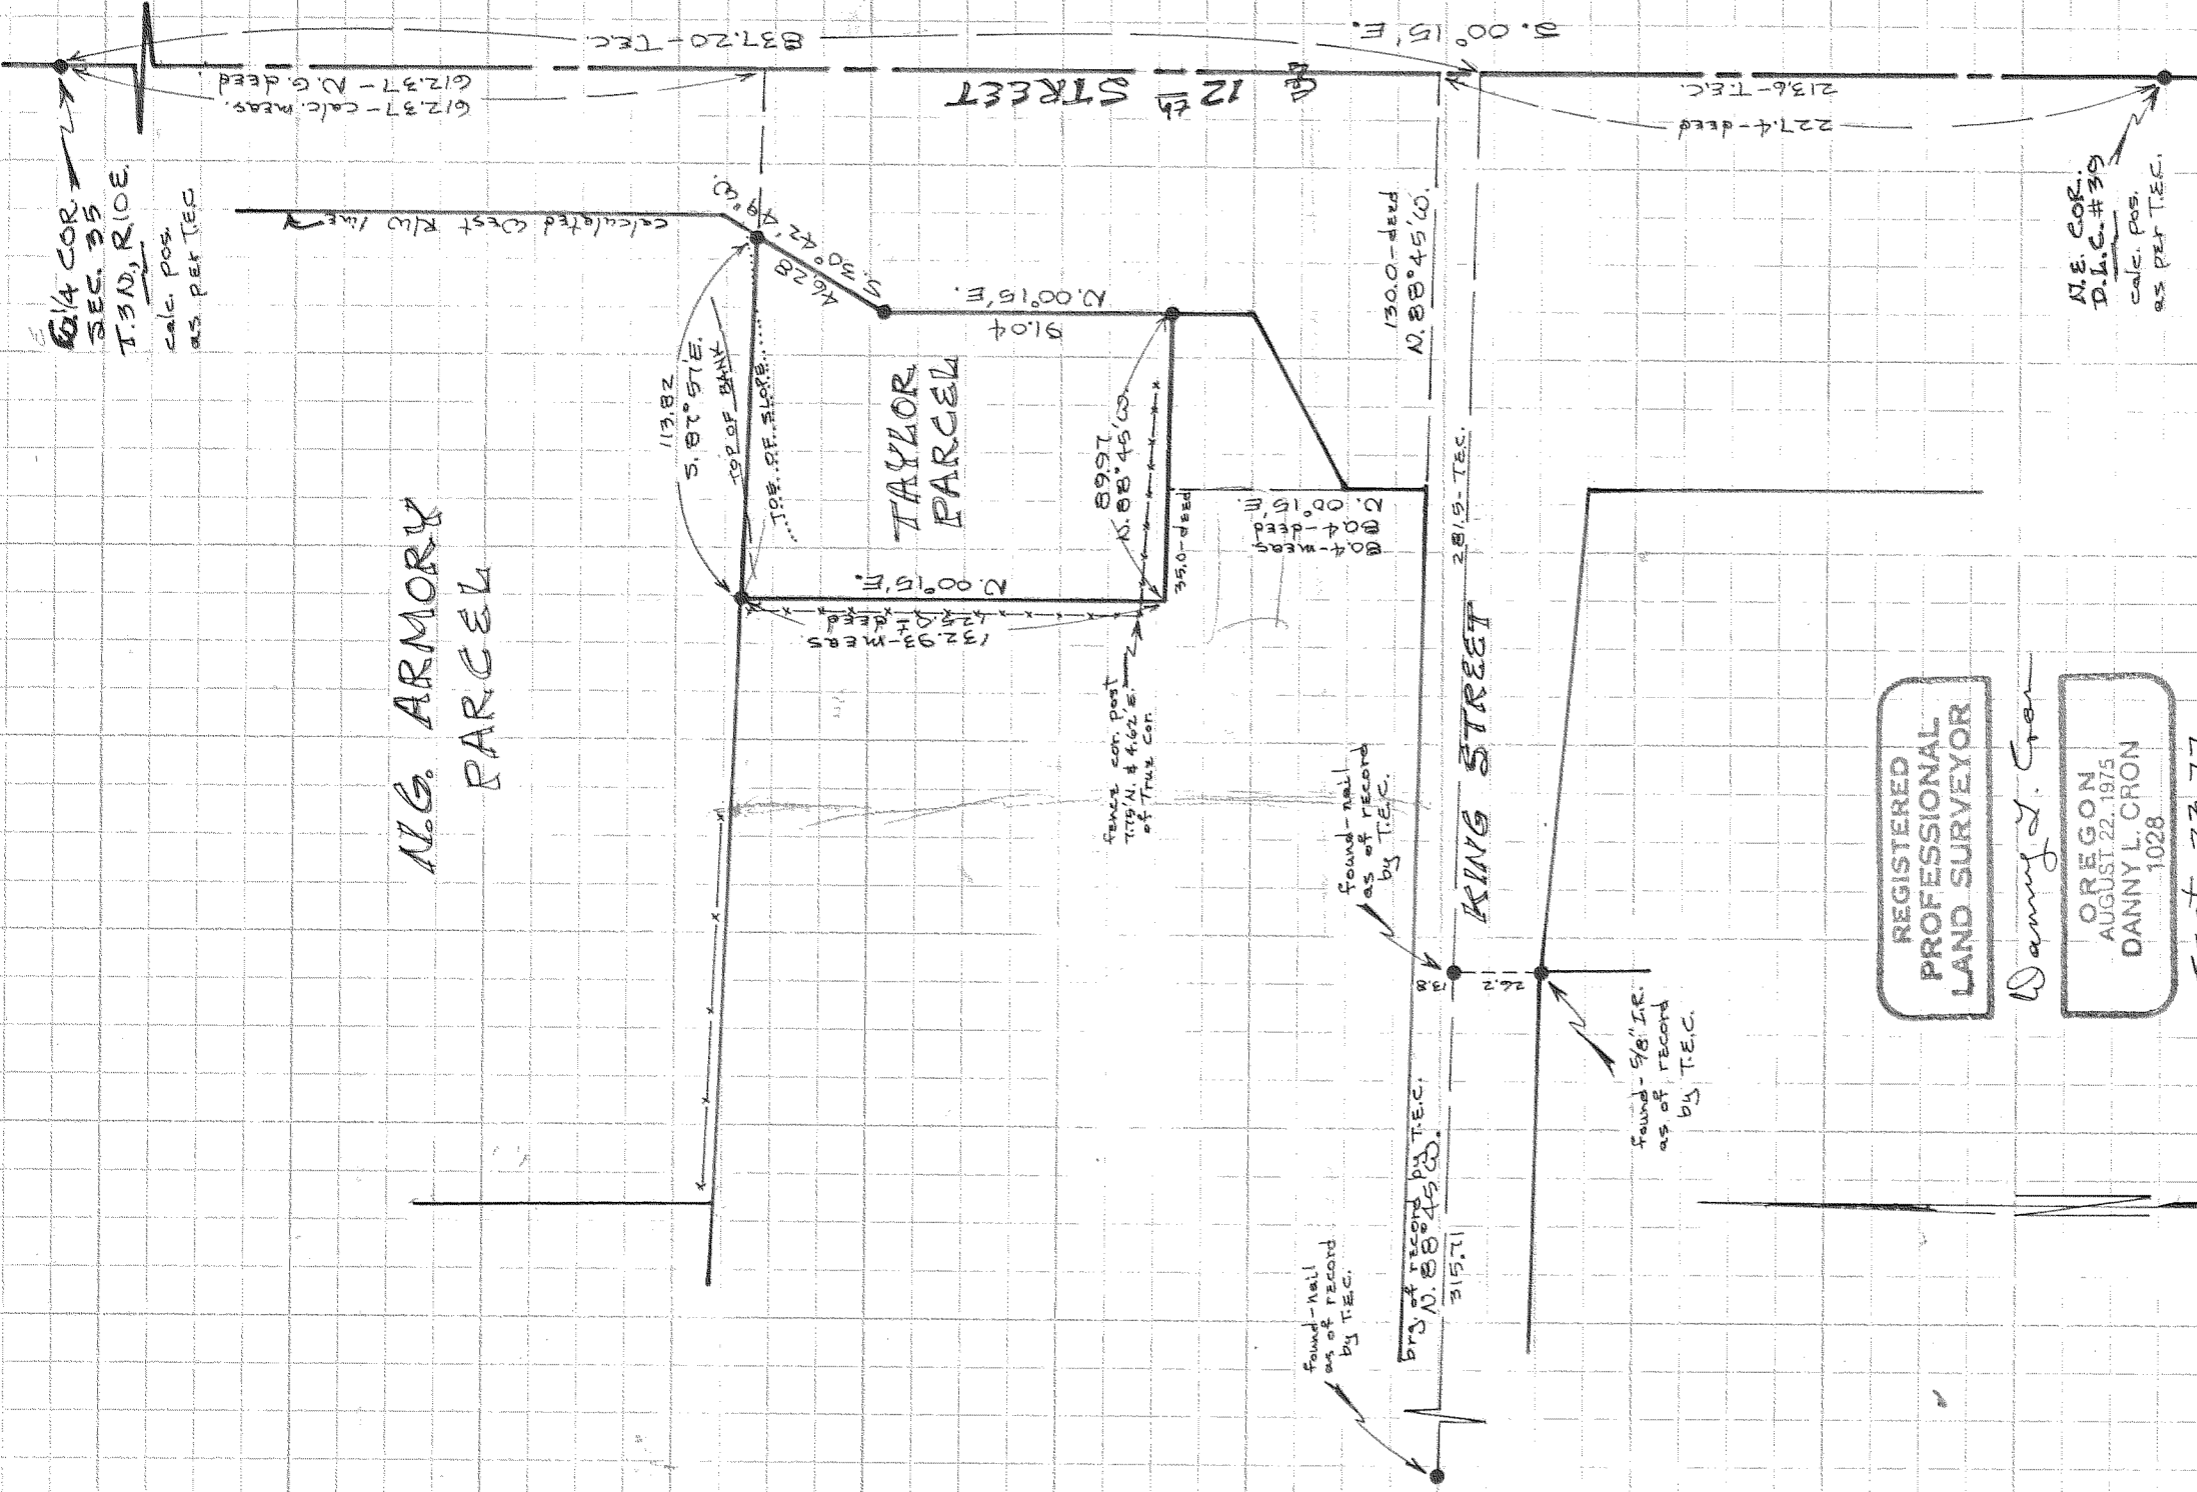 E 1/4 COR.
SEC. 35
T.3N., R10E.
calc. pos.
as per T.E.C.
837.20-T.E.C.
S.00°15'E.
612.37-N.G. deed
612.37-calc. meas.
℄ 12th STREET
213.6-T.E.C.
227.4-deed
N.E. COR.
D.L.C. #39
calc. pos.
as per T.E.C.
calculated West R/W line
S. 30° 42' 49" W.
46.28
N.00°15'E.
91.04
113.82
S.87°57'E.
TOP OF BANK
TOE OF SLOPE
TAYLOR
PARCEL
89.97
N.88°45'W.
35.0-deed
N.00°15'E.
132.93-meas
125.0±-deed
N.00°15'E.
80.4-deed
80.4-meas
130.0-deed
N.88°45'W.
281.5-T.E.C.
N.G. ARMORY
PARCEL
fence cor. post
7.75'N. & 4.62'E.
of True Cor.
KING STREET
found-nail
as of record
by T.E.C.
13.8
26.2
found-5/8" I.R.
as of record
by T.E.C.
brg. of record by T.E.C.
N.88°45'W.
315.71
found-nail
as of record
by T.E.C.
REGISTERED
PROFESSIONAL
LAND SURVEYOR
Danny L. Cron
OREGON
AUGUST 22, 1975
DANNY L. CRON
1028